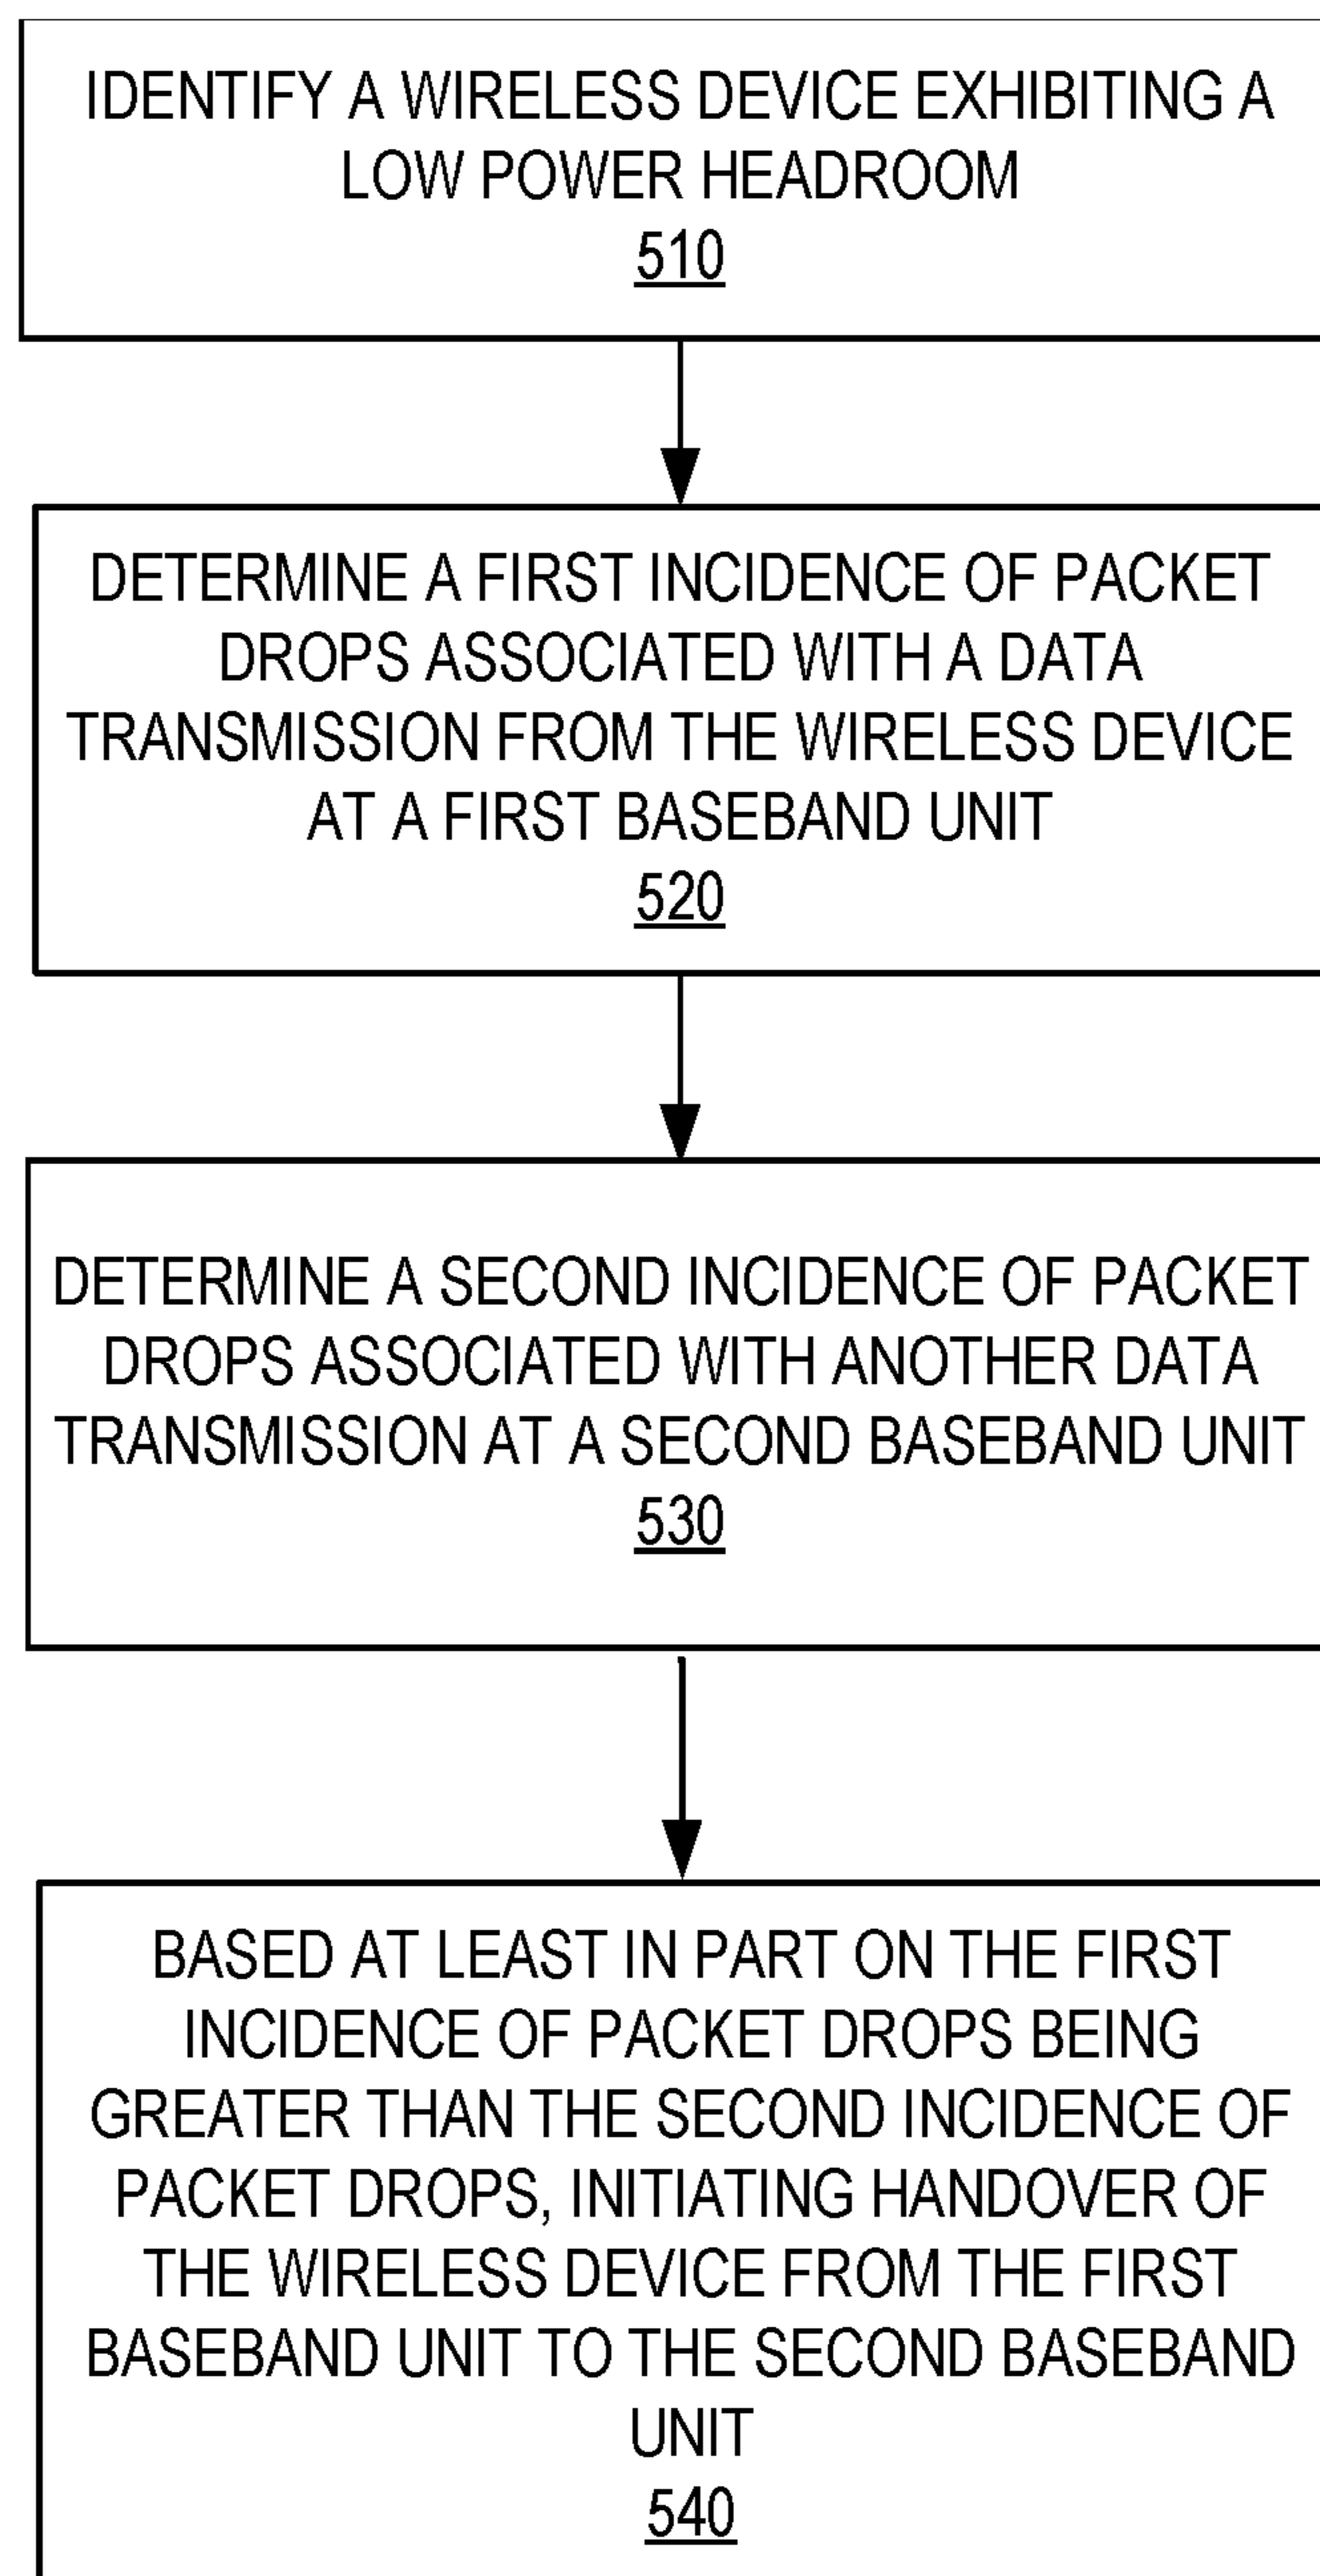 IDENTIFY A WIRELESS DEVICE EXHIBITING A
LOW POWER HEADROOM
510
DETERMINE A FIRST INCIDENCE OF PACKET
DROPS ASSOCIATED WITH A DATA
TRANSMISSION FROM THE WIRELESS DEVICE
AT A FIRST BASEBAND UNIT
520
DETERMINE A SECOND INCIDENCE OF PACKET
DROPS ASSOCIATED WITH ANOTHER DATA
TRANSMISSION AT A SECOND BASEBAND UNIT
530
BASED AT LEAST IN PART ON THE FIRST
INCIDENCE OF PACKET DROPS BEING
GREATER THAN THE SECOND INCIDENCE OF
PACKET DROPS, INITIATING HANDOVER OF
THE WIRELESS DEVICE FROM THE FIRST
BASEBAND UNIT TO THE SECOND BASEBAND
UNIT
540